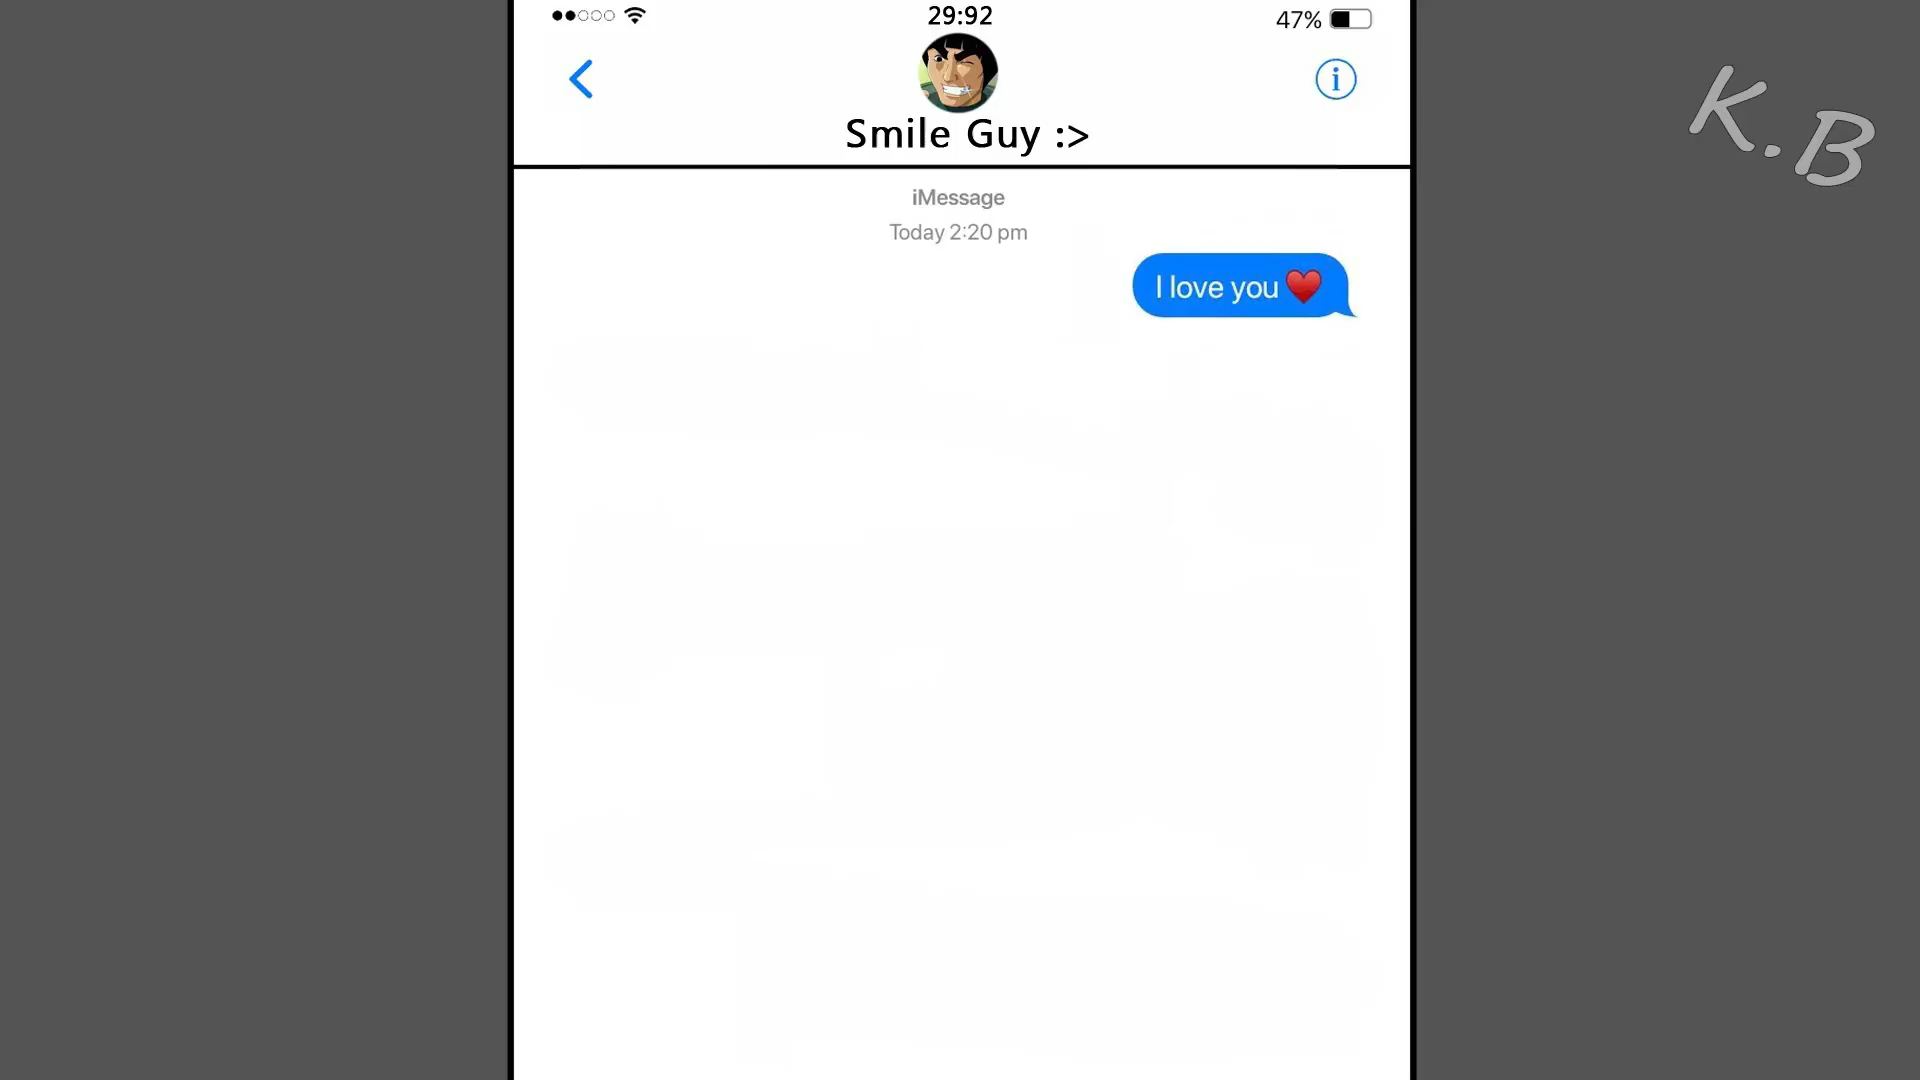 29:92
47%
Smile Guy :>
K.B
iMessage
Today 2:20 pm
I love you ♥️